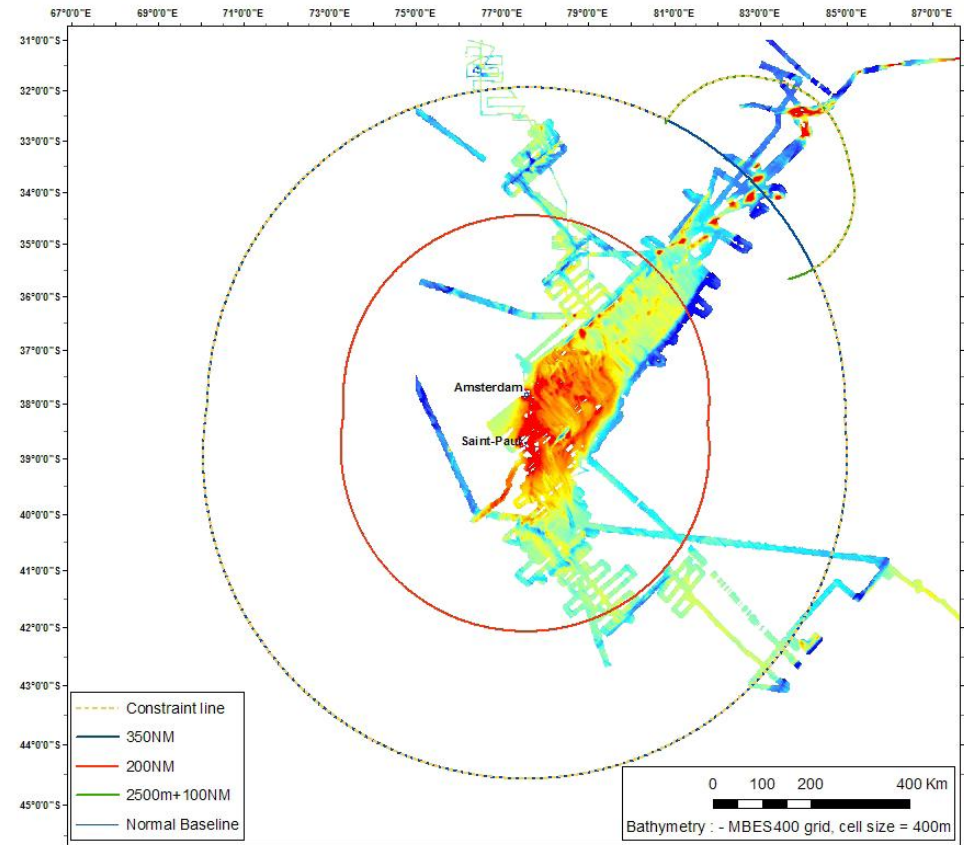 67°0'0"E 69°0'0"E 71°0'0"E 73°0'0"E 75°0'0"E 77°0'0"E 79°0'0"E 81°0'0"E 83°0'0"E 85°0'0"E 87°0'0"E
31°0'0"S
32°0'0"S
33°0'0"S
34°0'0"S
35°0'0"S
36°0'0"S
37°0'0"S
Amsterdam
38°0'0"S
Saint-Paul
39°0'0"S
40°0'0"S
41°0'0"S
42°0'0"S
43°0'0"S
44°0'0"S
45°0'0"S
Constraint line
350NM
200NM
2500m+100NM
Normal Baseline
0 100 200 400 Km
Bathymetry : - MBES400 grid, cell size = 400m